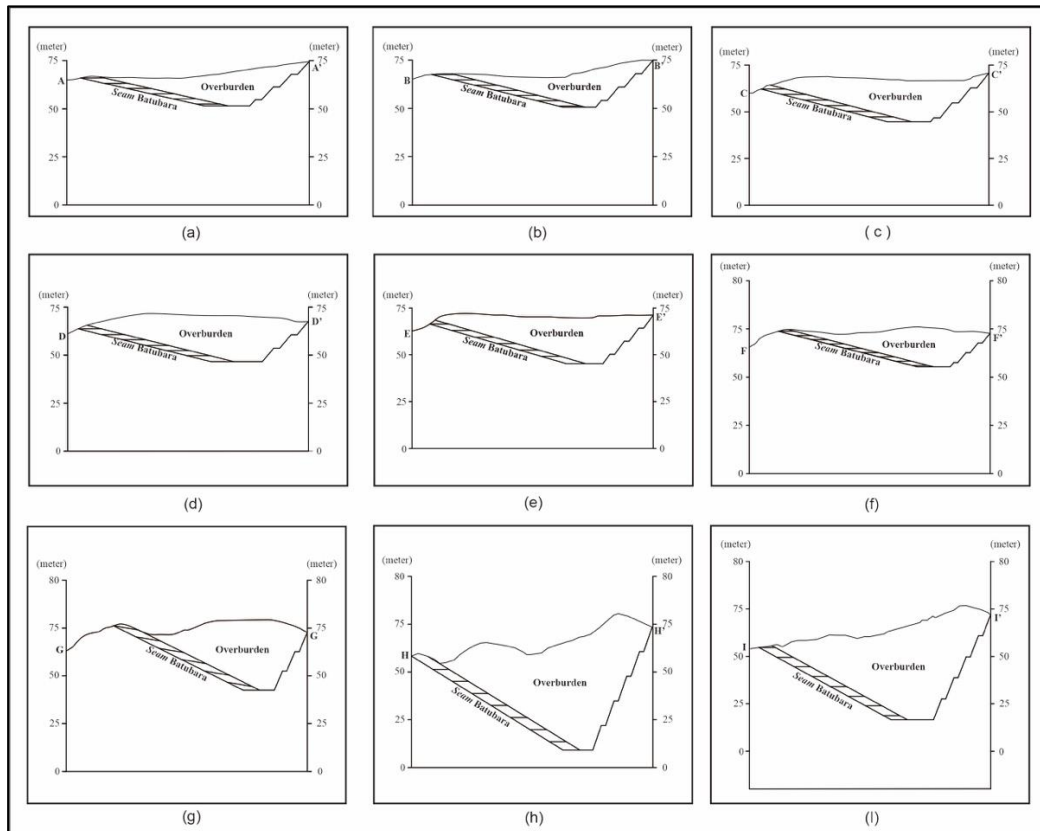 (meter) (meter)
75 75
A A'
Overburden
Seam Batubara
50 50
25 25
0 0
(a)
(meter) (meter)
75 75
B B'
Overburden
Seam Batubara
50 50
25 25
0 0
(b)
(meter) (meter)
75 75
C C'
Overburden
Seam Batubara
50 50
25 25
0 0
( c )
(meter) (meter)
75 75
D D'
Overburden
Seam Batubara
50 50
25 25
0 0
(d)
(meter) (meter)
75 75
E E'
Overburden
Seam Batubara
50 50
25 25
0 0
(e)
(meter) (meter)
80 80
75 75
F F'
Overburden
Seam Batubara
50 50
25 25
0 0
(f)
(meter) (meter)
80 80
75 75
G G
Overburden
Seam Batubara
50 50
25 25
0 0
(g)
(meter) (meter)
80 80
75 75
H H'
Overburden
Seam Batubara
50 50
25 25
0 0
(h)
(meter) (meter)
80 80
75 75
I I'
Overburden
Seam Batubara
50 50
25 25
0 0
(I)